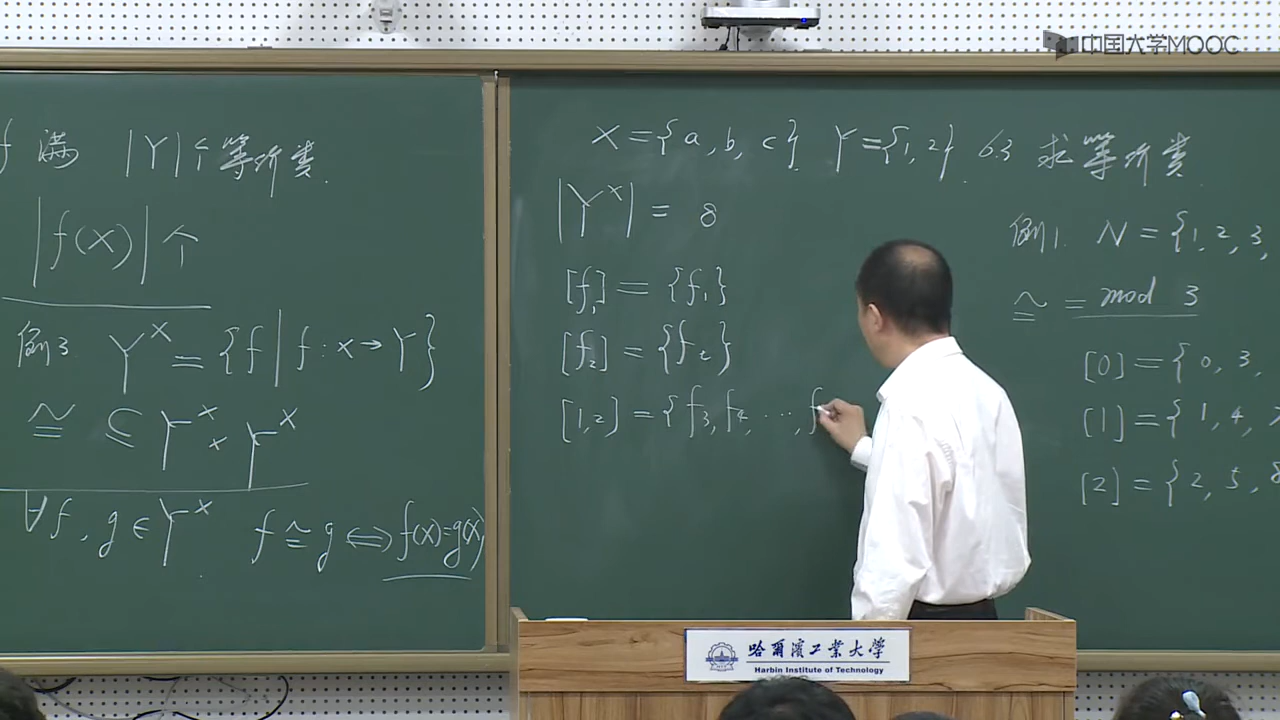 中国大学MOOC
f 满 |Y|个等价类.
|f(X)|个
例3 Y^X = {f | f: X → Y}
≅ ⊆ Y^X × Y^X
∀f, g ∈ Y^X f ≅ g ⟺ f(X)=g(X)
X = {a, b, c}. Y = {1, 2}. 6.3 求等价类.
|Y^X| = 8
[f₁] = {f₁}
[f₂] = {f₂}
[1,2] = {f₃, f₄, ⋯, f
例1. N = {1, 2, 3,
≅ = mod 3
[0] = {0, 3,
[1] = {1, 4,
[2] = {2, 5, 8
哈尔滨工业大学
Harbin Institute of Technology